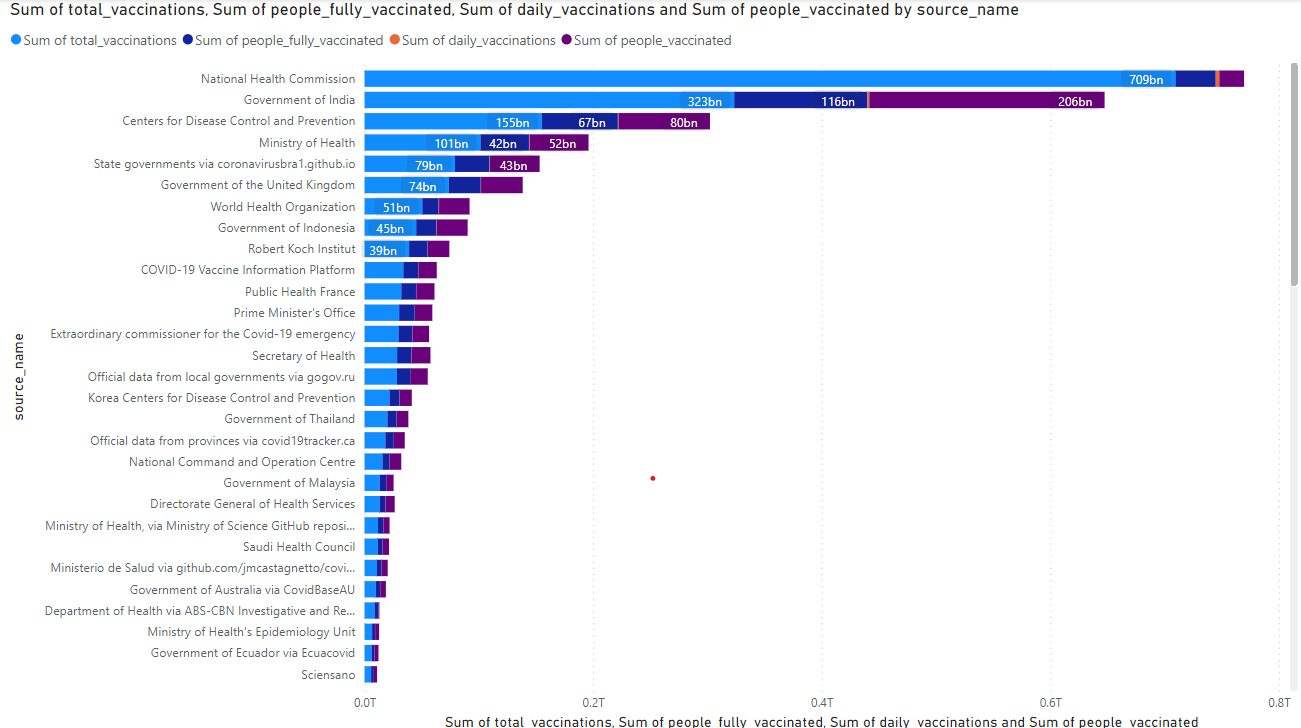 Sum of total_vaccinations, Sum of people_fully_vaccinated, Sum of daily_vaccinations and Sum of people_vaccinated by source_name
Sum of total_vaccinations Sum of people_fully_vaccinated Sum of daily_vaccinations Sum of people_vaccinated
source_name
National Health Commission 709bn
Government of India 323bn 116bn 206bn
Centers for Disease Control and Prevention 155bn 67bn 80bn
Ministry of Health 101bn 42bn 52bn
State governments via coronavirusbra1.github.io 79bn 43bn
Government of the United Kingdom 74bn
World Health Organization 51bn
Government of Indonesia 45bn
Robert Koch Institut 39bn
COVID-19 Vaccine Information Platform
Public Health France
Prime Minister's Office
Extraordinary commissioner for the Covid-19 emergency
Secretary of Health
Official data from local governments via gogov.ru
Korea Centers for Disease Control and Prevention
Government of Thailand
Official data from provinces via covid19tracker.ca
National Command and Operation Centre
Government of Malaysia
Directorate General of Health Services
Ministry of Health, via Ministry of Science GitHub reposi...
Saudi Health Council
Ministerio de Salud via github.com/jmcastagnetto/covi...
Government of Australia via CovidBaseAU
Department of Health via ABS-CBN Investigative and Re...
Ministry of Health's Epidemiology Unit
Government of Ecuador via Ecuacovid
Sciensano
0.0T 0.2T 0.4T 0.6T 0.8T
Sum of total_vaccinations, Sum of people_fully_vaccinated, Sum of daily_vaccinations and Sum of people_vaccinated